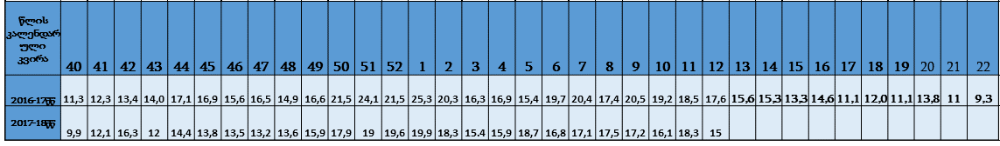 წლის
კალენდარ
ული
კვირა 40 41 42 43 44 45 46 47 48 49 50 51 52 1 2 3 4 5 6 7 8 9 10 11 12 13 14 15 16 17 18 19 20 21 22
2016-17წწ 11,3 12,3 13,4 14,0 17,1 16,9 15,6 16,5 14,9 16,6 21,5 24,1 21,5 25,3 20,3 16,3 16,9 15,4 19,7 20,4 17,4 20,5 19,2 18,5 17,6 15,6 15,3 13,3 14,6 11,1 12,0 11,1 13,8 11 9,3
2017-18წწ 9,9 12,1 16,3 12 14,4 13,8 13,5 13,2 13,6 15,9 17,9 19 19,6 19,9 18,3 15.4 15,9 18,7 16,8 17,1 17,5 17,2 16,1 18,3 15